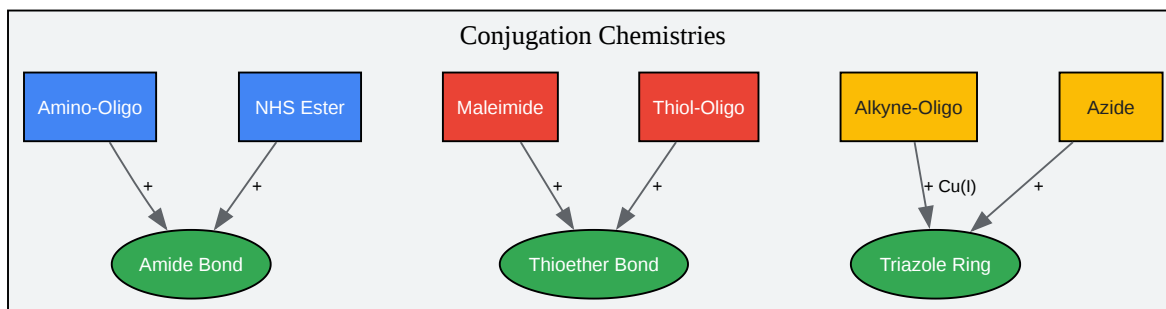 Conjugation Chemistries
Amino-Oligo
NHS Ester
Maleimide
Thiol-Oligo
Alkyne-Oligo
Azide
+
+
+
+
+ Cu(I)
+
Amide Bond
Thioether Bond
Triazole Ring